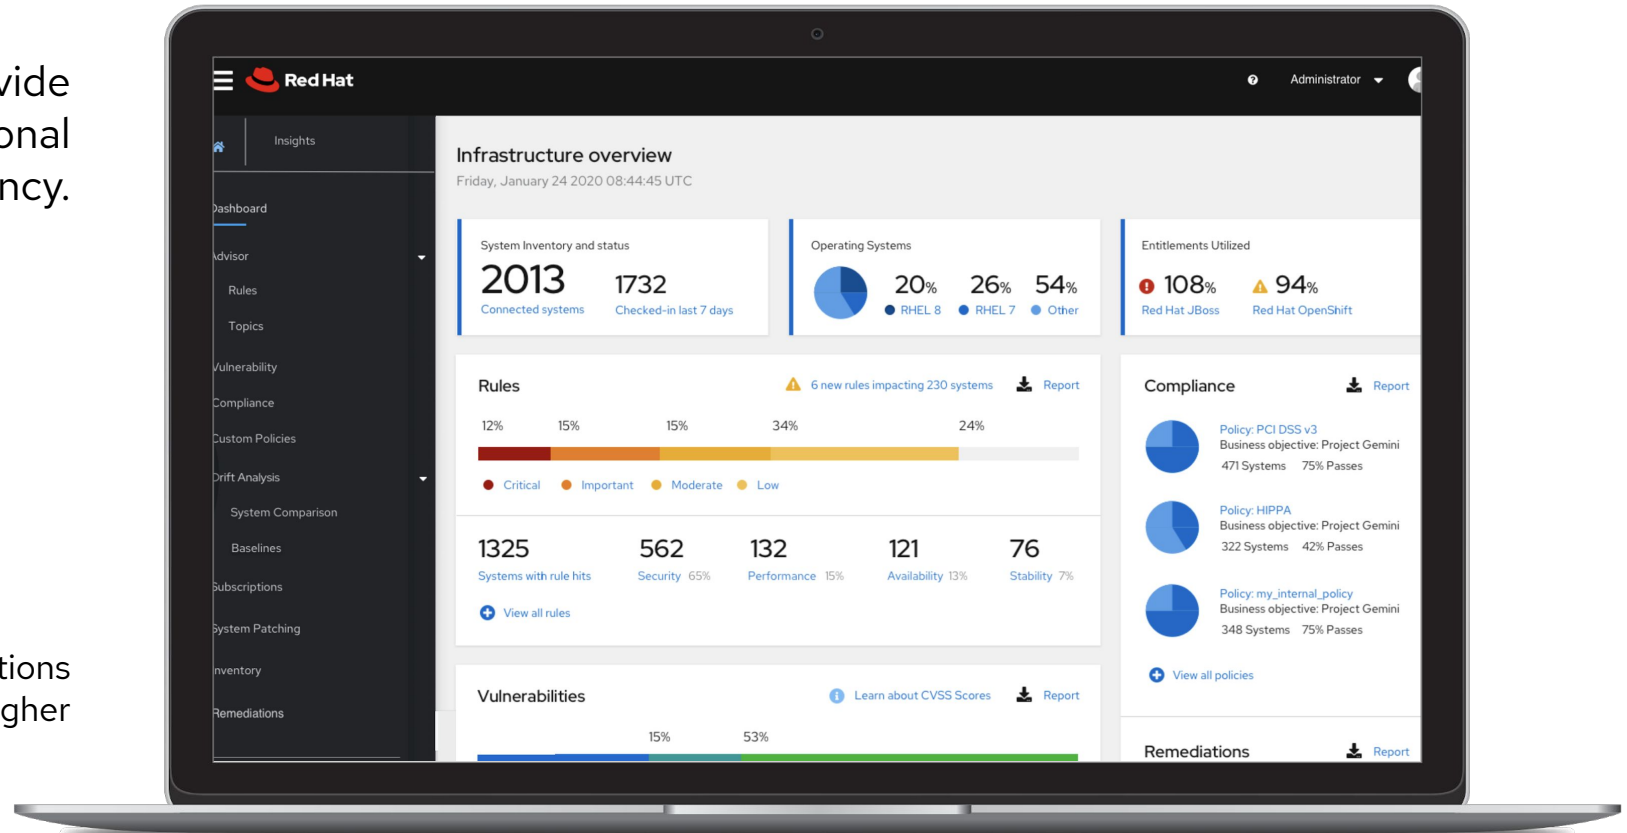 vide
onal
ncy.
tions
gher
Red Hat
Administrator
Insights
Dashboard
Advisor
Rules
Topics
Vulnerability
Compliance
Custom Policies
Drift Analysis
System Comparison
Baselines
Subscriptions
System Patching
Inventory
Remediations
Infrastructure overview
Friday, January 24 2020 08:44:45 UTC
System Inventory and status
2013 1732
Connected systems Checked-in last 7 days
Operating Systems
20% 26% 54%
RHEL 8 RHEL 7 Other
Entitlements Utilized
108% 94%
Red Hat JBoss Red Hat OpenShift
Rules 6 new rules impacting 230 systems Report
12% 15% 15% 34% 24%
Critical Important Moderate Low
1325 562 132 121 76
Systems with rule hits Security 65% Performance 15% Availability 13% Stability 7%
View all rules
Compliance Report
Policy: PCI DSS v3
Business objective: Project Gemini
471 Systems 75% Passes
Policy: HIPPA
Business objective: Project Gemini
322 Systems 42% Passes
Policy: my_internal_policy
Business objective: Project Gemini
348 Systems 75% Passes
View all policies
Vulnerabilities Learn about CVSS Scores Report
15% 53%
Remediations Report